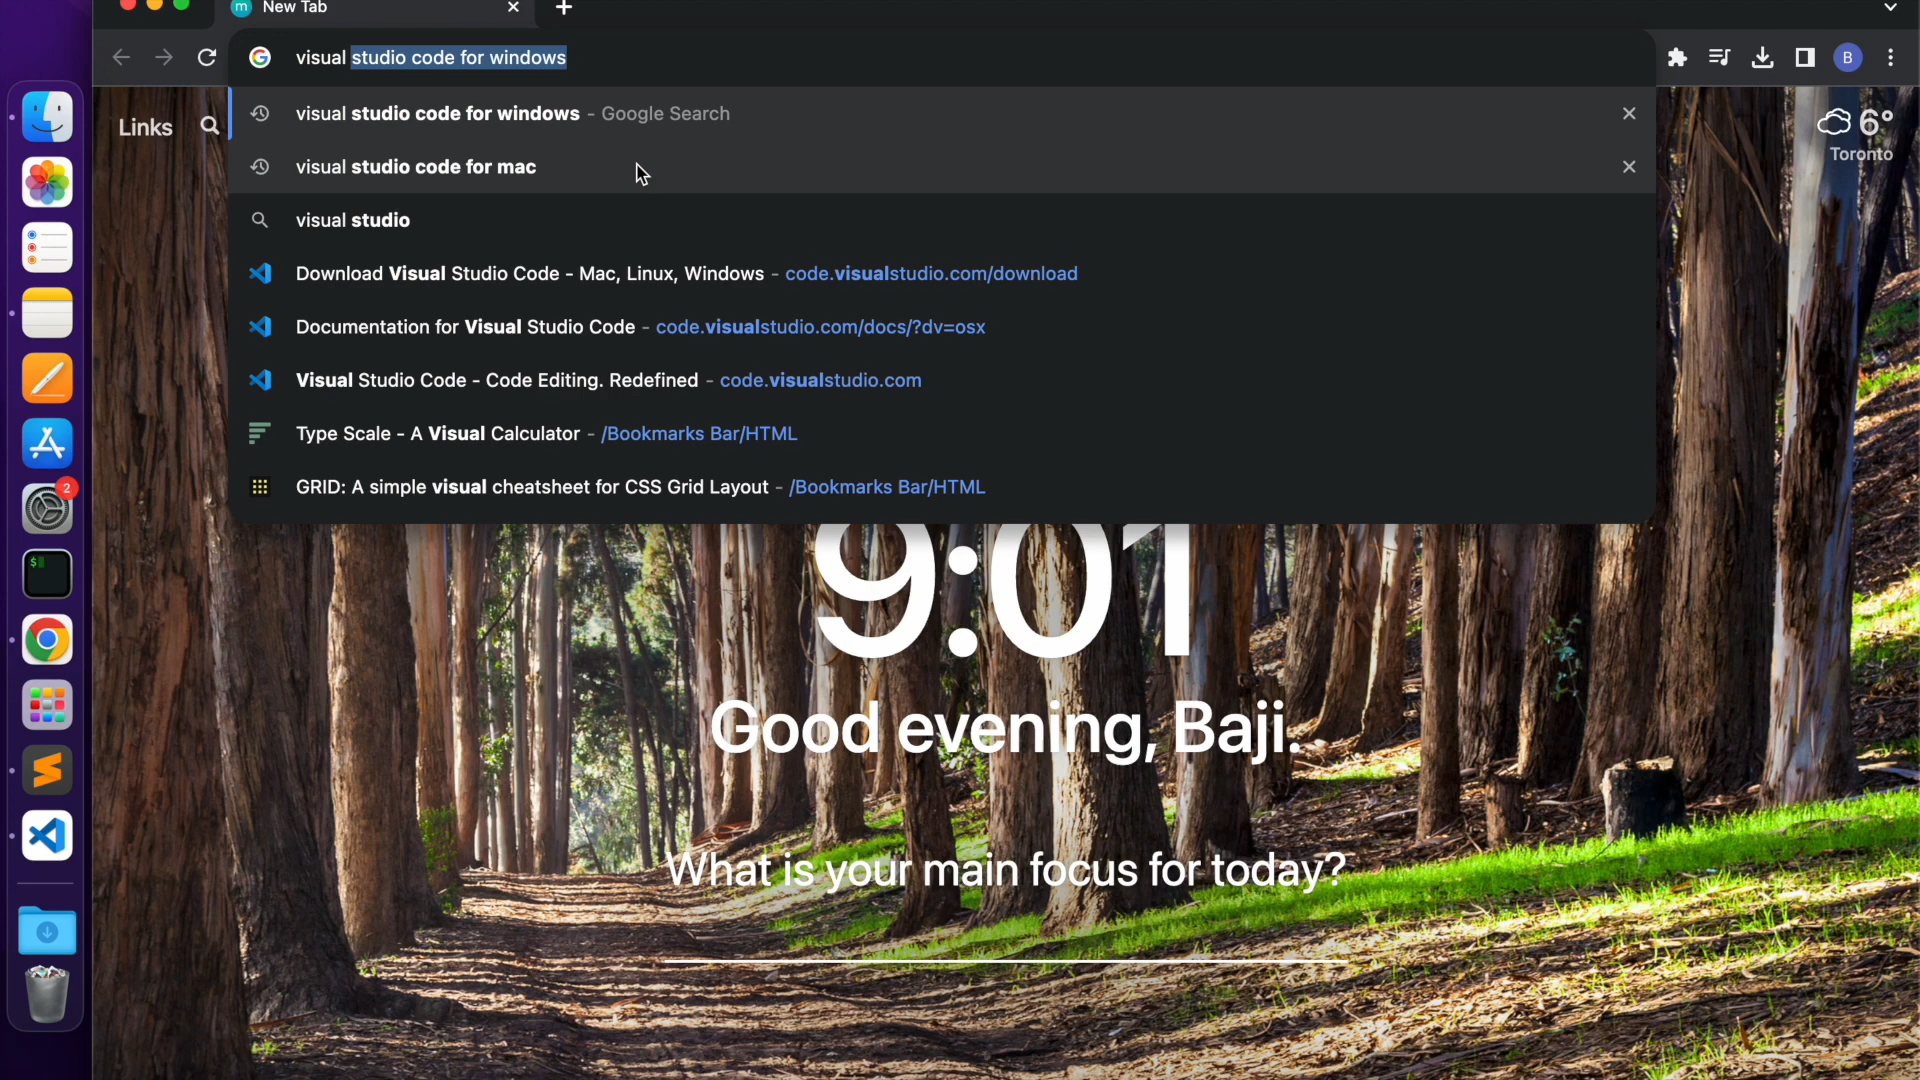 m New Tab
visual studio code for windows
B
visual studio code for windows - Google Search
visual studio code for mac
visual studio
Download Visual Studio Code - Mac, Linux, Windows - code.visualstudio.com/download
Documentation for Visual Studio Code - code.visualstudio.com/docs/?dv=osx
Visual Studio Code - Code Editing. Redefined - code.visualstudio.com
Type Scale - A Visual Calculator - /Bookmarks Bar/HTML
GRID: A simple visual cheatsheet for CSS Grid Layout - /Bookmarks Bar/HTML
Links
6°
Toronto
2
$
9:01
Good evening, Baji.
What is your main focus for today?